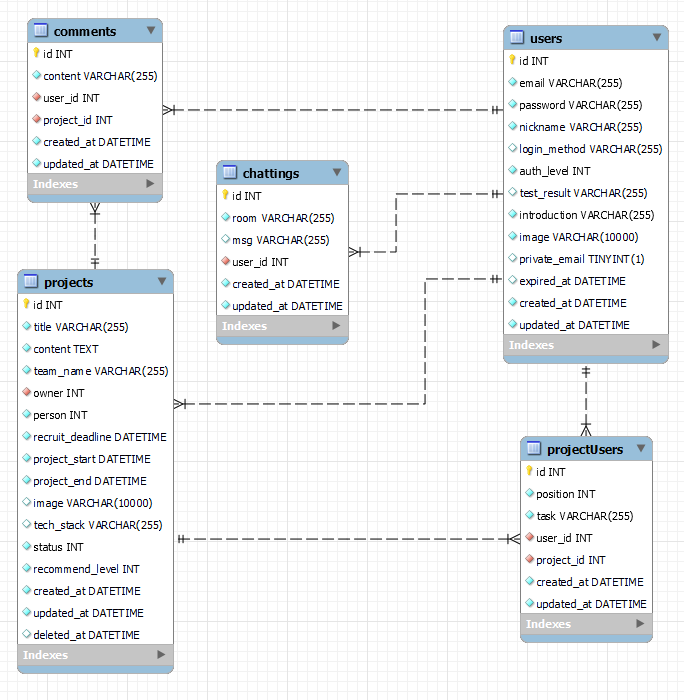 comments
id INT
content VARCHAR(255)
user_id INT
project_id INT
created_at DATETIME
updated_at DATETIME
Indexes
users
id INT
email VARCHAR(255)
password VARCHAR(255)
nickname VARCHAR(255)
login_method VARCHAR(255)
auth_level INT
test_result VARCHAR(255)
introduction VARCHAR(255)
image VARCHAR(10000)
private_email TINYINT(1)
expired_at DATETIME
created_at DATETIME
updated_at DATETIME
Indexes
chattings
id INT
room VARCHAR(255)
msg VARCHAR(255)
user_id INT
created_at DATETIME
updated_at DATETIME
Indexes
projects
id INT
title VARCHAR(255)
content TEXT
team_name VARCHAR(255)
owner INT
person INT
recruit_deadline DATETIME
project_start DATETIME
project_end DATETIME
image VARCHAR(10000)
tech_stack VARCHAR(255)
status INT
recommend_level INT
created_at DATETIME
updated_at DATETIME
deleted_at DATETIME
Indexes
projectUsers
id INT
position INT
task VARCHAR(255)
user_id INT
project_id INT
created_at DATETIME
updated_at DATETIME
Indexes